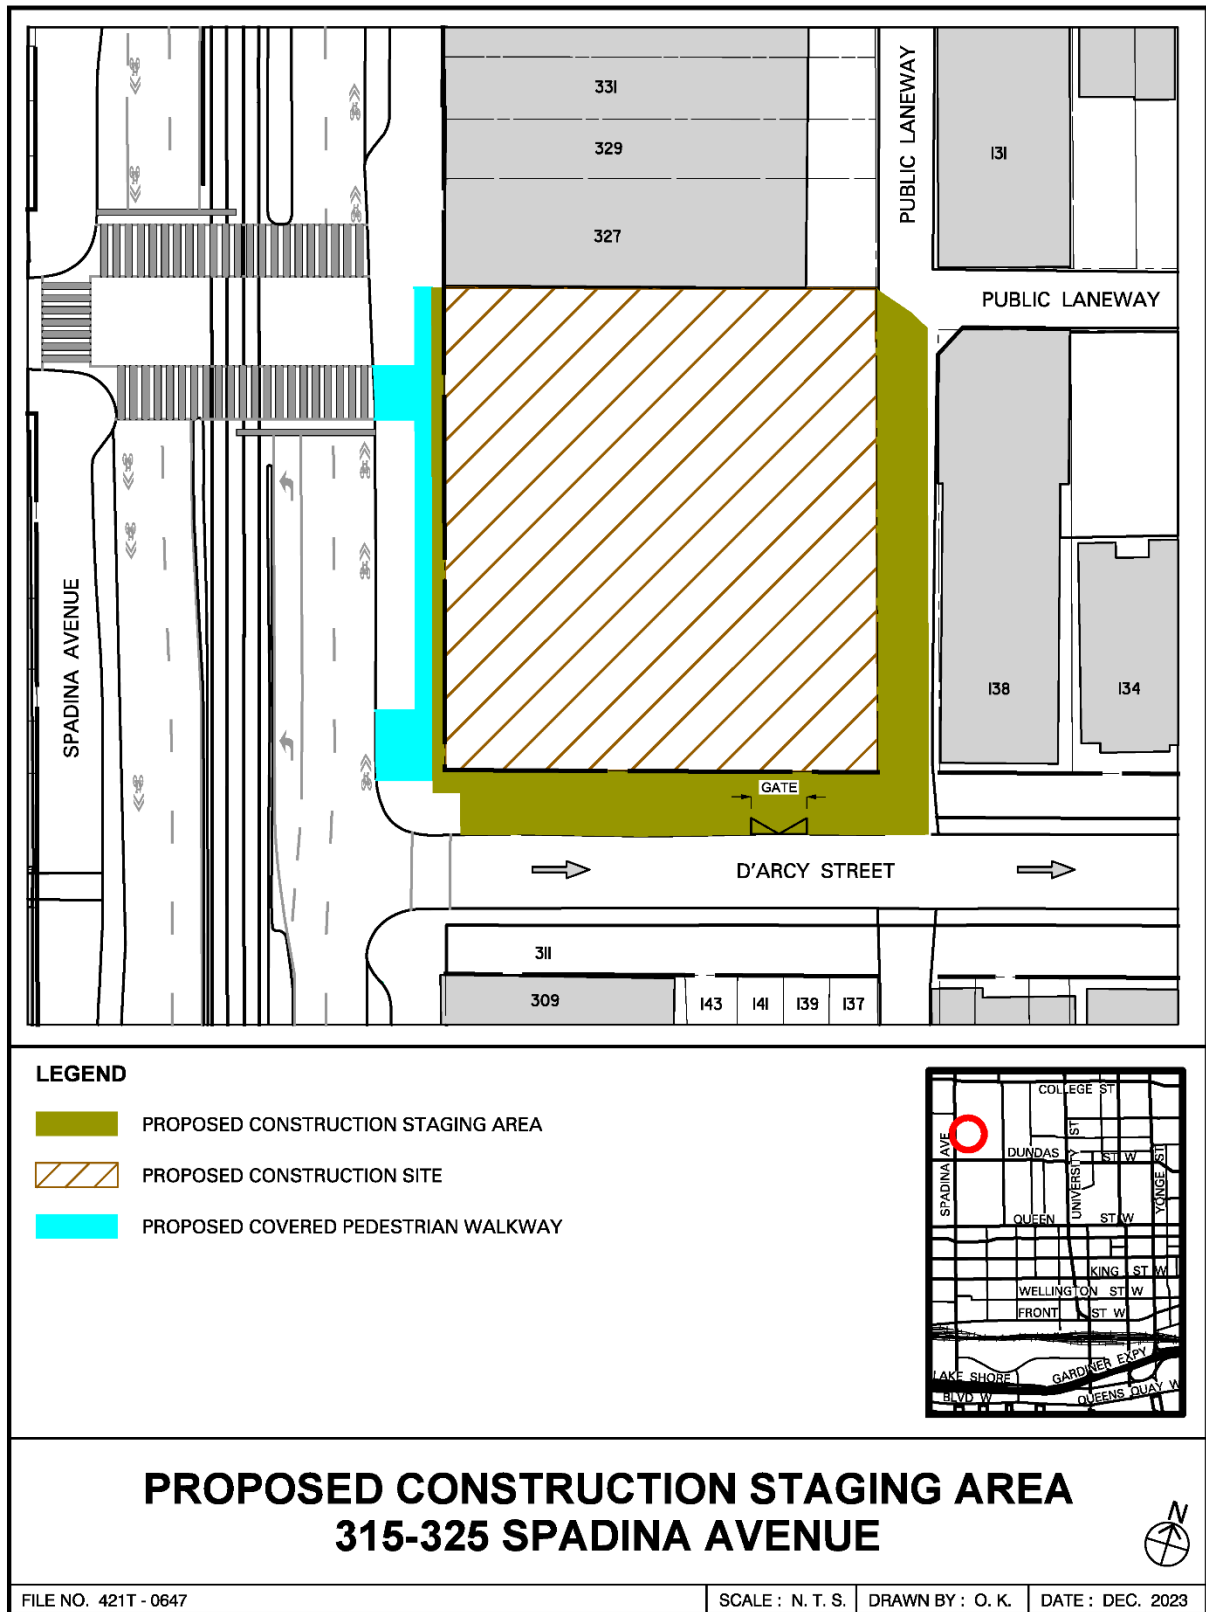 331
329
327
PUBLIC LANEWAY
131
PUBLIC LANEWAY
SPADINA AVENUE
138
134
GATE
D'ARCY STREET
311
309
143
141
139
137
LEGEND
PROPOSED CONSTRUCTION STAGING AREA
PROPOSED CONSTRUCTION SITE
PROPOSED COVERED PEDESTRIAN WALKWAY
COLLEGE ST
SPADINA AVE
DUNDAS ST W
UNIVERSITY ST
YONGE ST
QUEEN ST W
KING ST W
WELLINGTON ST W
FRONT ST W
GARDINER EXPY
LAKE SHORE
BLVD W
QUEENS QUAY W
PROPOSED CONSTRUCTION STAGING AREA
315-325 SPADINA AVENUE
N
FILE NO. 421T - 0647
SCALE : N. T. S.
DRAWN BY : O. K.
DATE : DEC. 2023